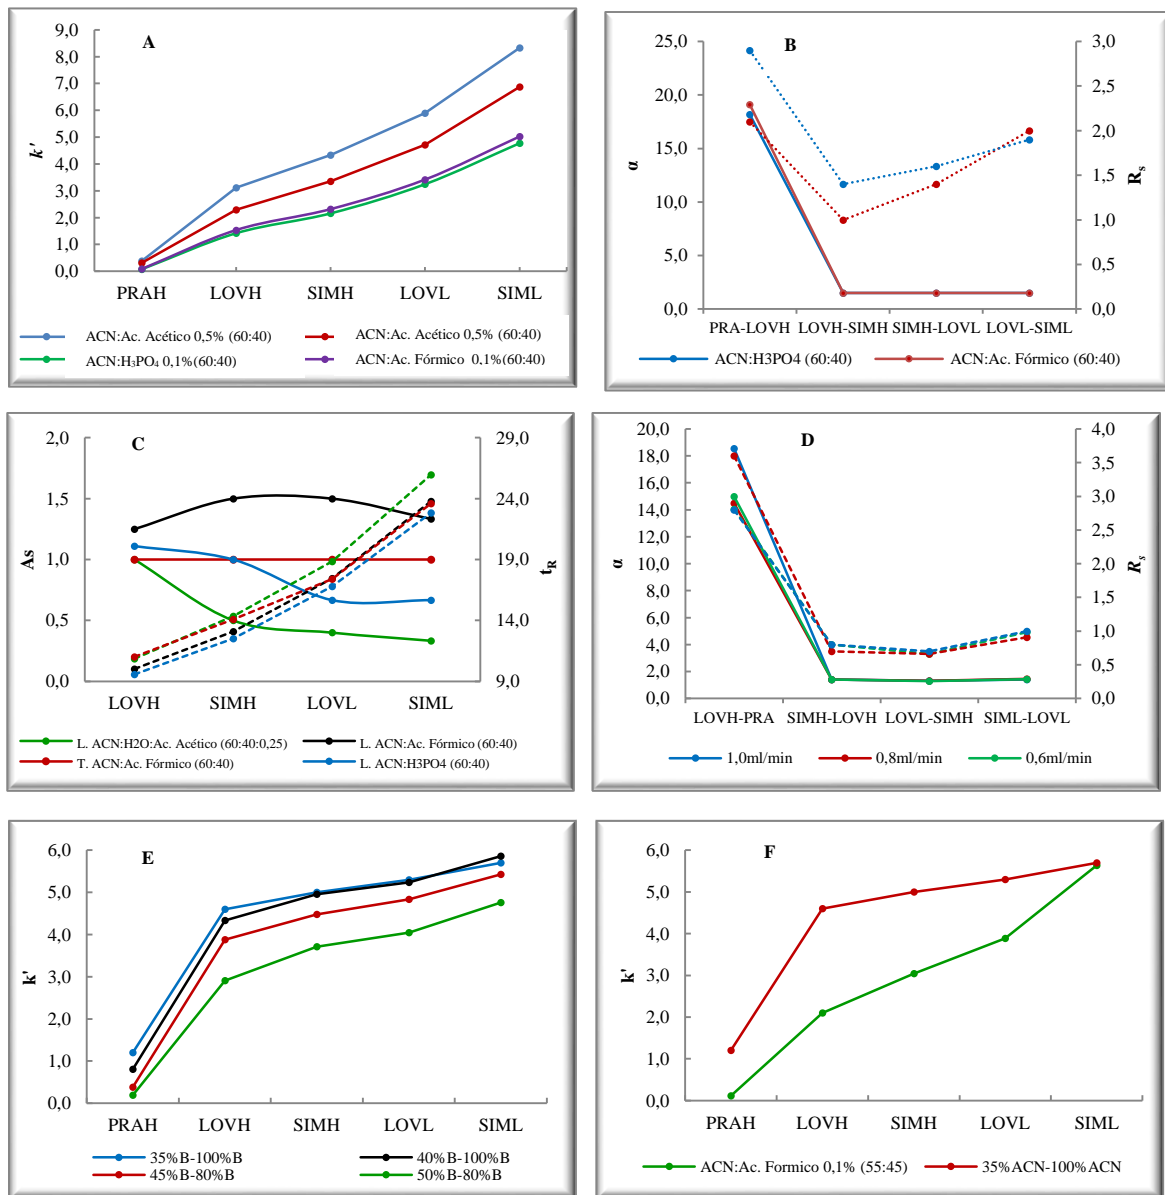 A
9,0
8,0
7,0
6,0
5,0
4,0
3,0
2,0
1,0
0,0
k'
PRAH LOVH SIMH LOVL SIML
ACN:Ac. Acético 0,5% (60:40) ACN:Ac. Acético 0,5% (60:40)
ACN:H3PO4 0,1%(60:40) ACN:Ac. Fórmico 0,1%(60:40)
B
25,0
20,0
15,0
10,0
5,0
0,0
α
3,0
2,5
2,0
1,5
1,0
0,5
0,0
Rs
PRA-LOVH LOVH-SIMH SIMH-LOVL LOVL-SIML
ACN:H3PO4 (60:40) ACN:Ac. Fórmico (60:40)
C
2,0
1,5
1,0
0,5
0,0
As
29,0
24,0
19,0
14,0
9,0
tR
LOVH SIMH LOVL SIML
L. ACN:H2O:Ac. Acético (60:40:0,25) L. ACN:Ac. Fórmico (60:40)
T. ACN:Ac. Fórmico (60:40) L. ACN:H3PO4 (60:40)
D
20,0
18,0
16,0
14,0
12,0
10,0
8,0
6,0
4,0
2,0
0,0
α
4,0
3,5
3,0
2,5
2,0
1,5
1,0
0,5
0,0
Rs
LOVH-PRA SIMH-LOVH LOVL-SIMH SIML-LOVL
1,0ml/min 0,8ml/min 0,6ml/min
E
6,0
5,0
4,0
3,0
2,0
1,0
0,0
k'
PRAH LOVH SIMH LOVL SIML
35%B-100%B 40%B-100%B
45%B-80%B 50%B-80%B
F
6,0
5,0
4,0
3,0
2,0
1,0
0,0
k'
PRAH LOVH SIMH LOVL SIML
ACN:Ac. Formico 0,1% (55:45) 35%ACN-100%ACN